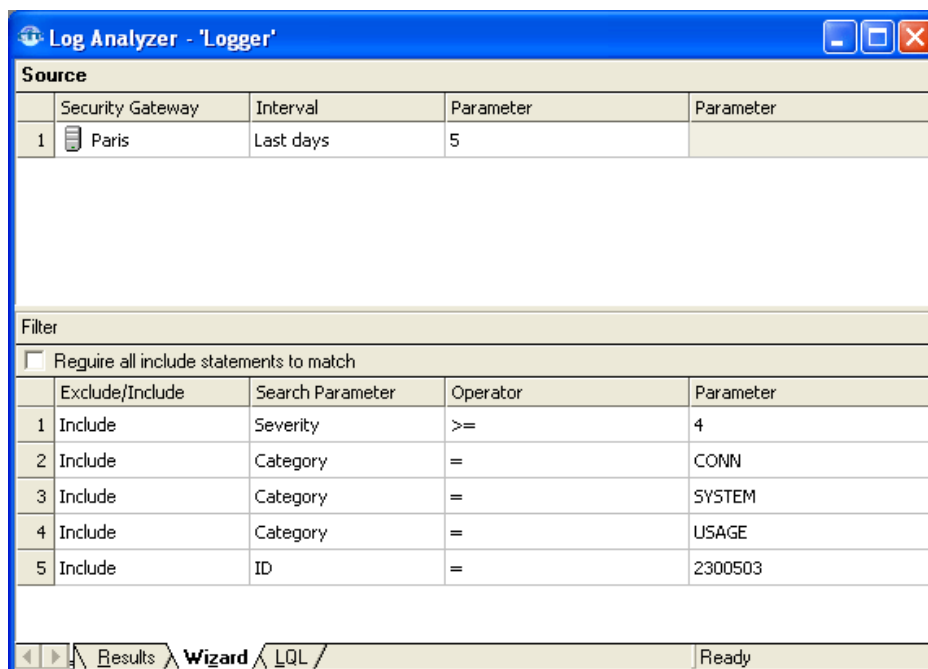 Log Analyzer - 'Logger'
Source
Security Gateway Interval Parameter Parameter
1 Paris Last days 5
Filter
Reguire all include statements to match
Exclude/Include Search Parameter Operator Parameter
1 Include Severity >= 4
2 Include Category = CONN
3 Include Category = SYSTEM
4 Include Category = USAGE
5 Include ID = 2300503
Results Wizard LQL Ready